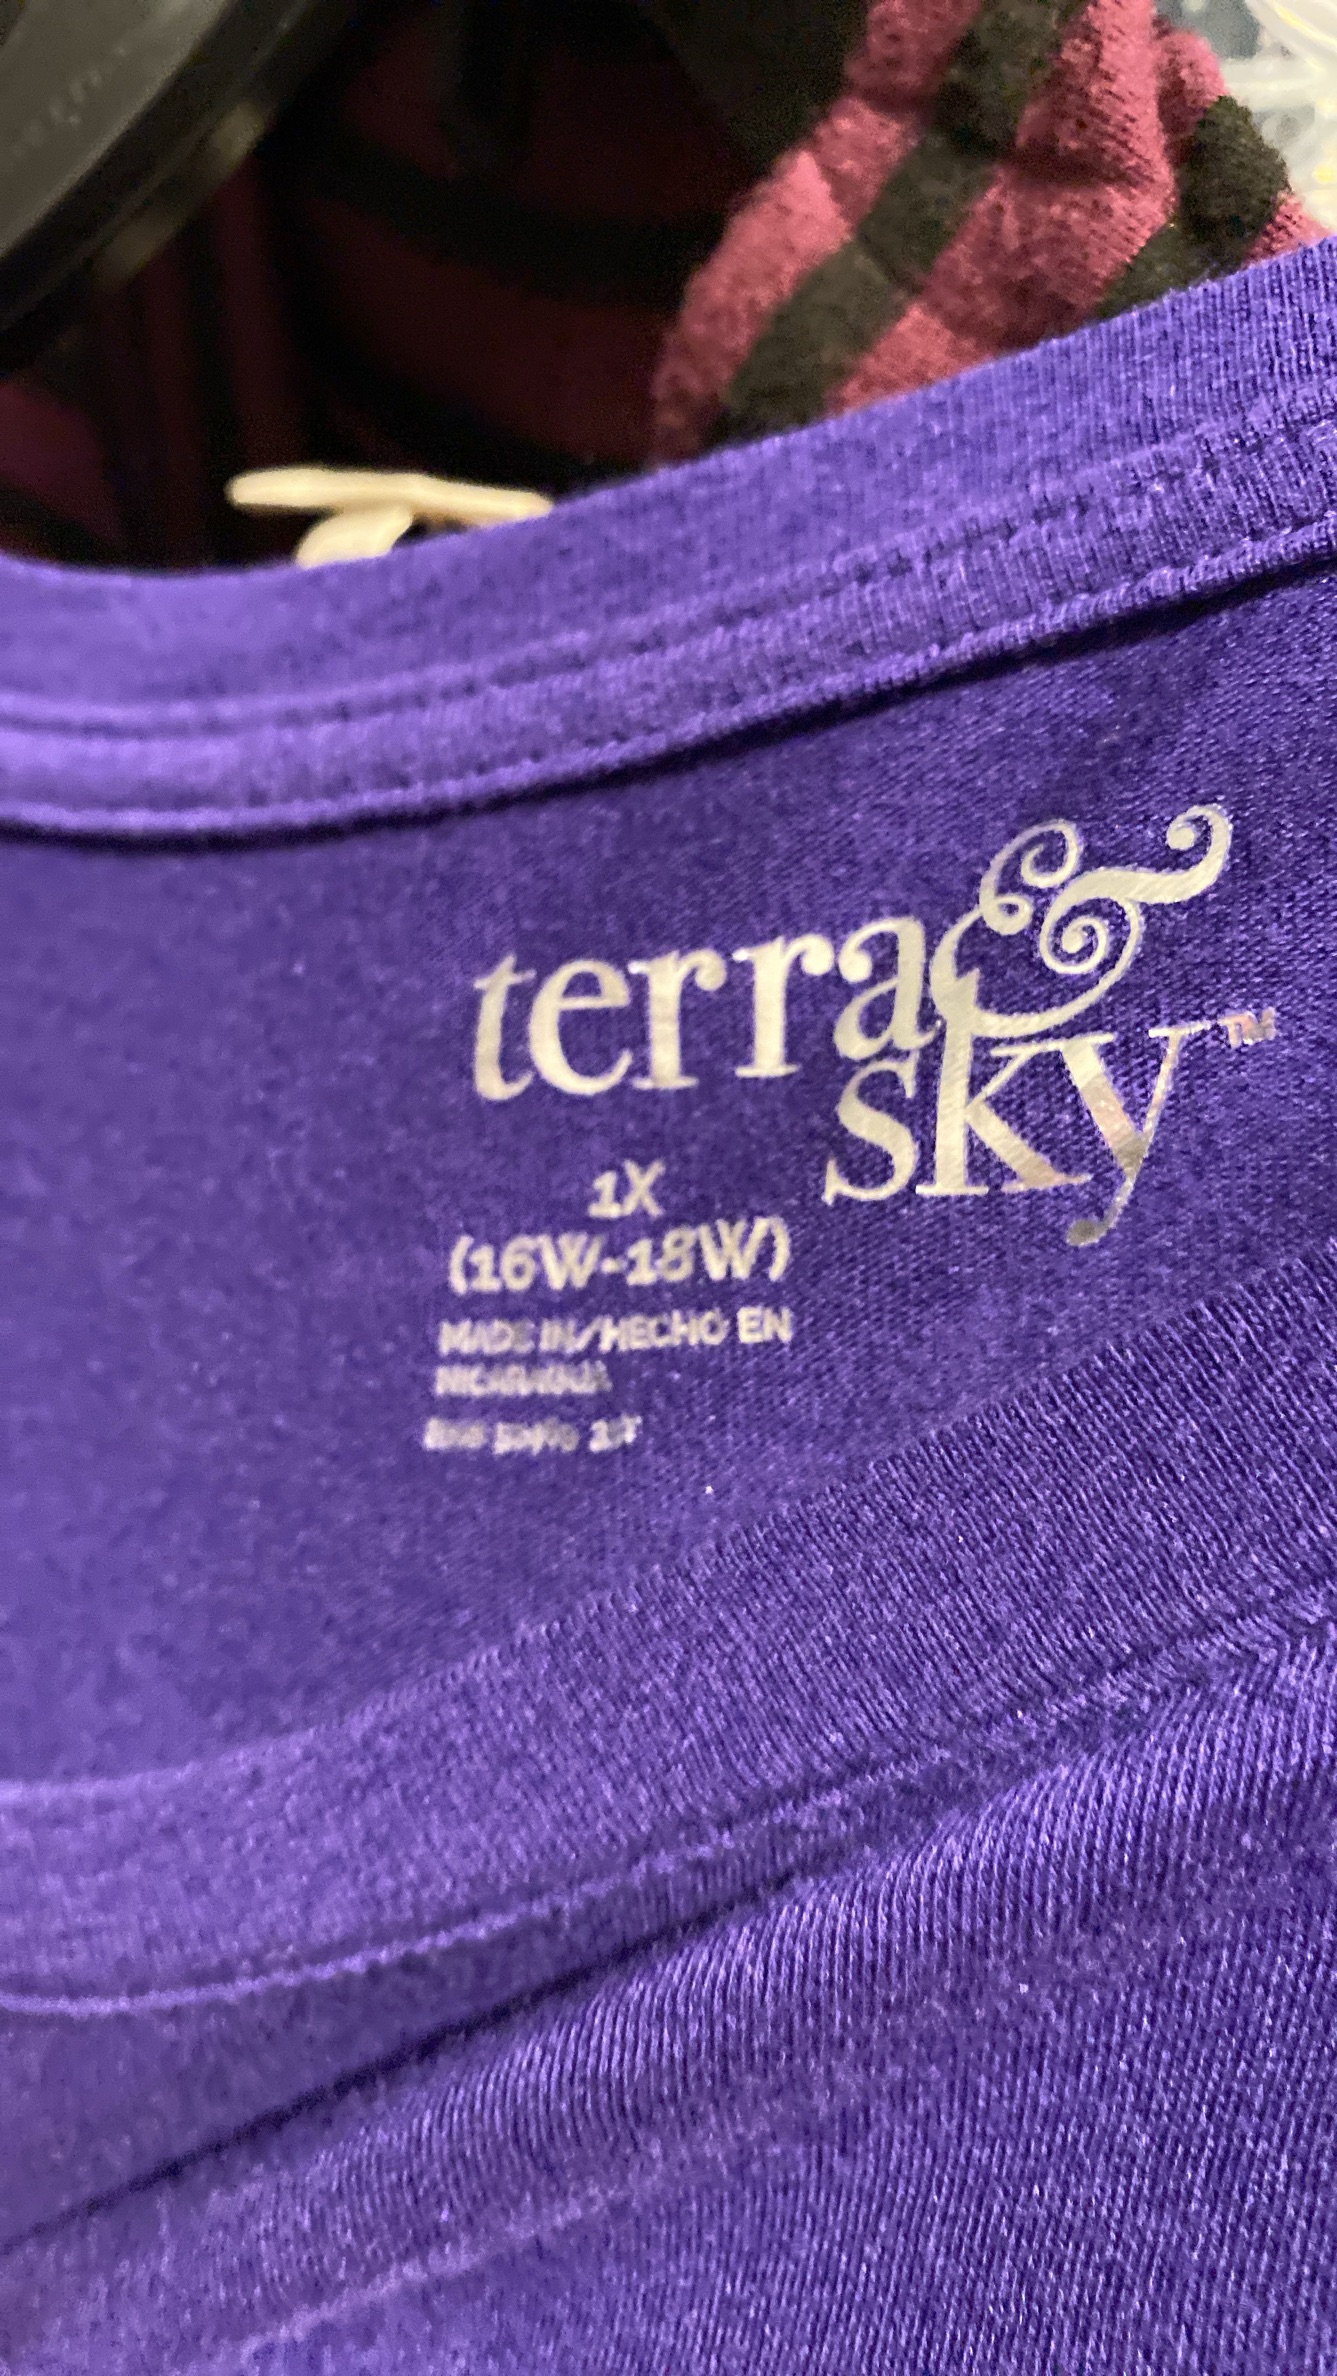 terra &
sky™
1X
(16W-18W)
MADE IN/HECHO EN
NICARAGUA